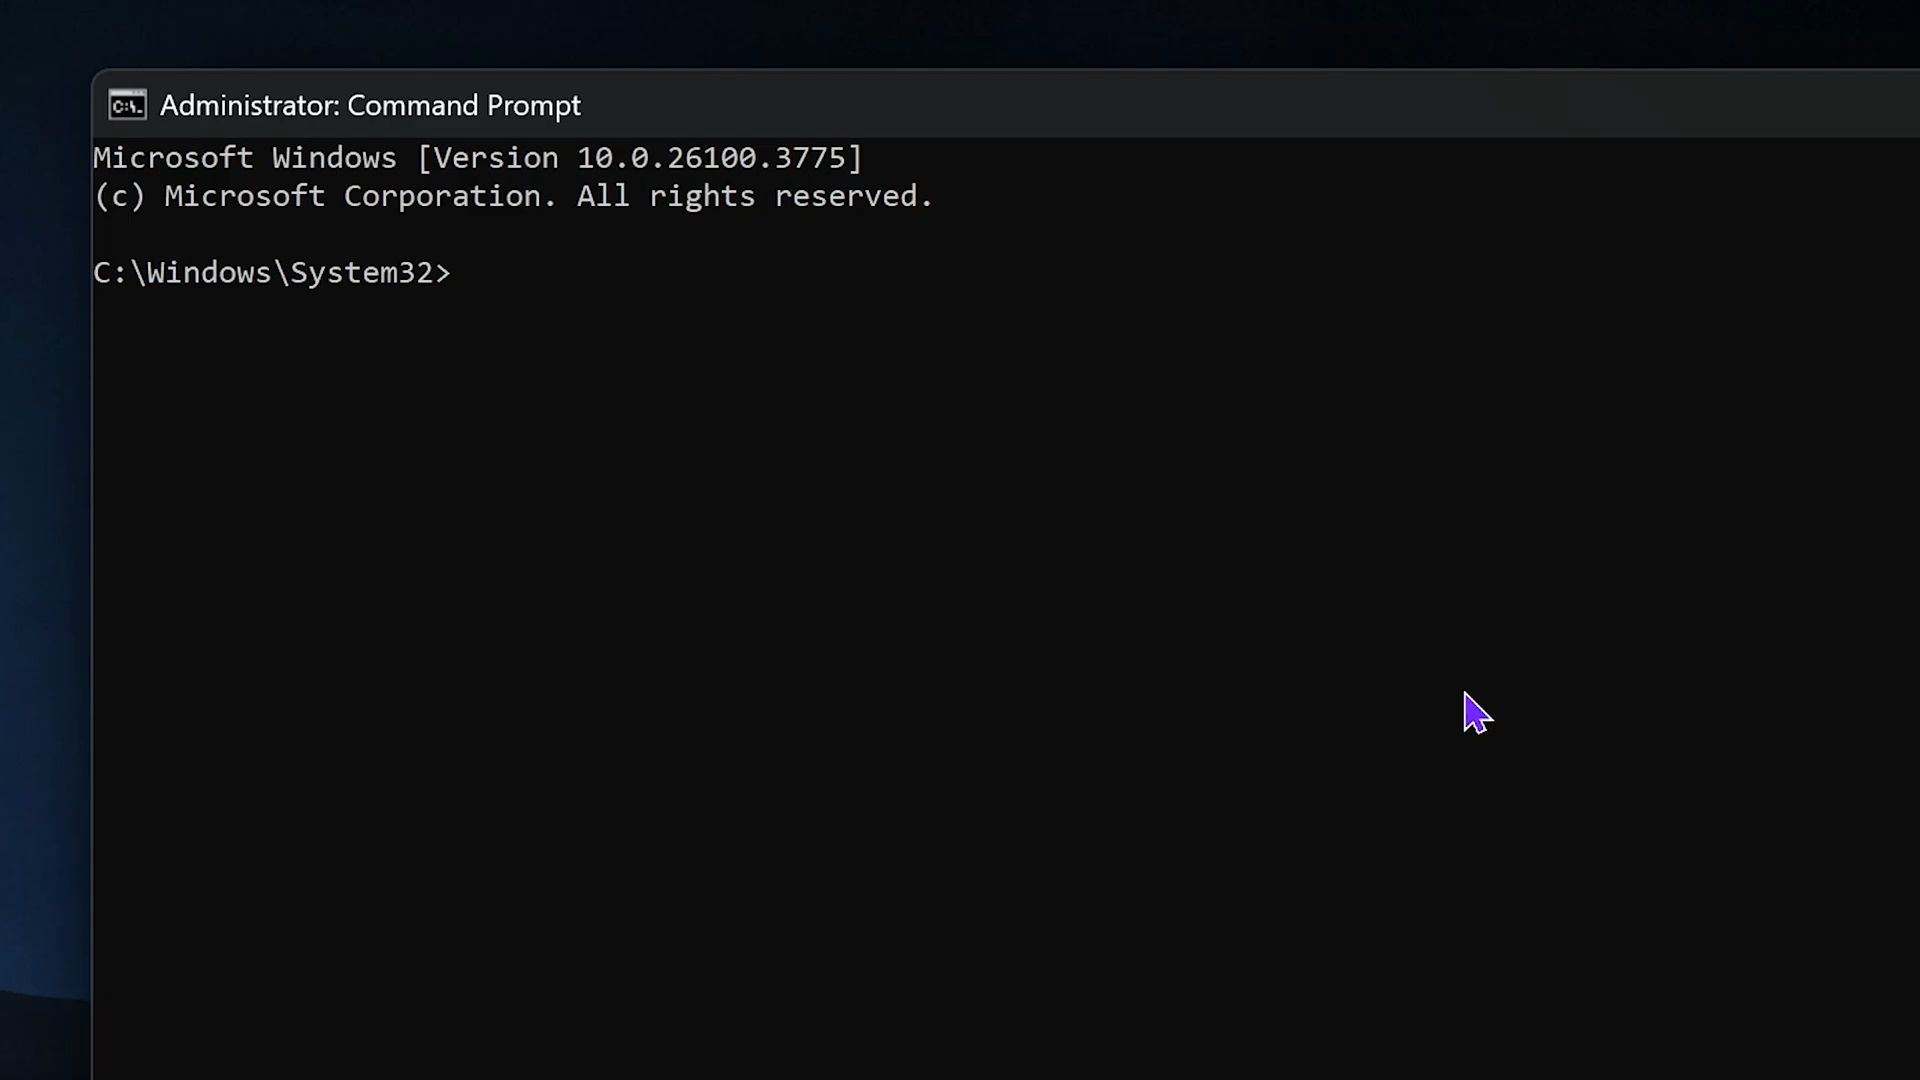 Administrator: Command Prompt
Microsoft Windows [Version 10.0.26100.3775]
(c) Microsoft Corporation. All rights reserved.
C:\Windows\System32>